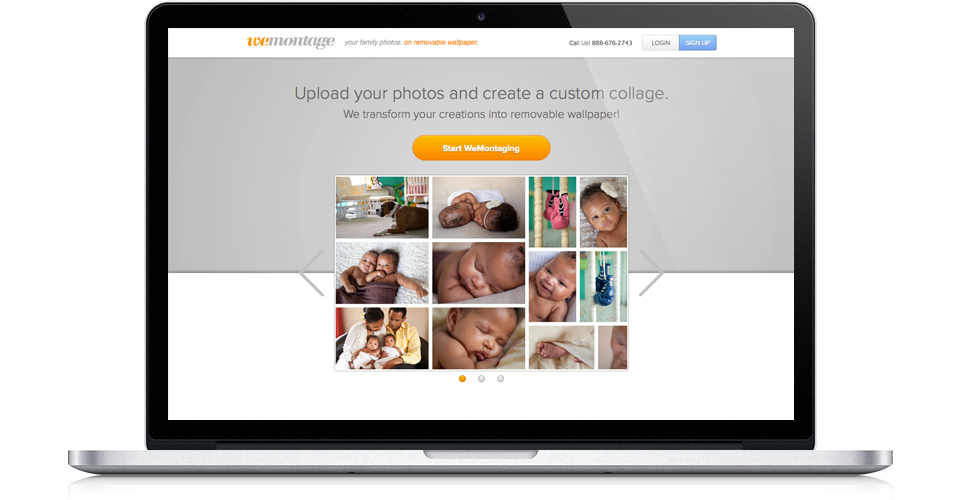 wemontage
your family photos. on removable wallpaper.
Call Us! 888-676-2743
LOGIN
SIGN UP
Upload your photos and create a custom collage.
We transform your creations into removable wallpaper!
Start WeMontaging